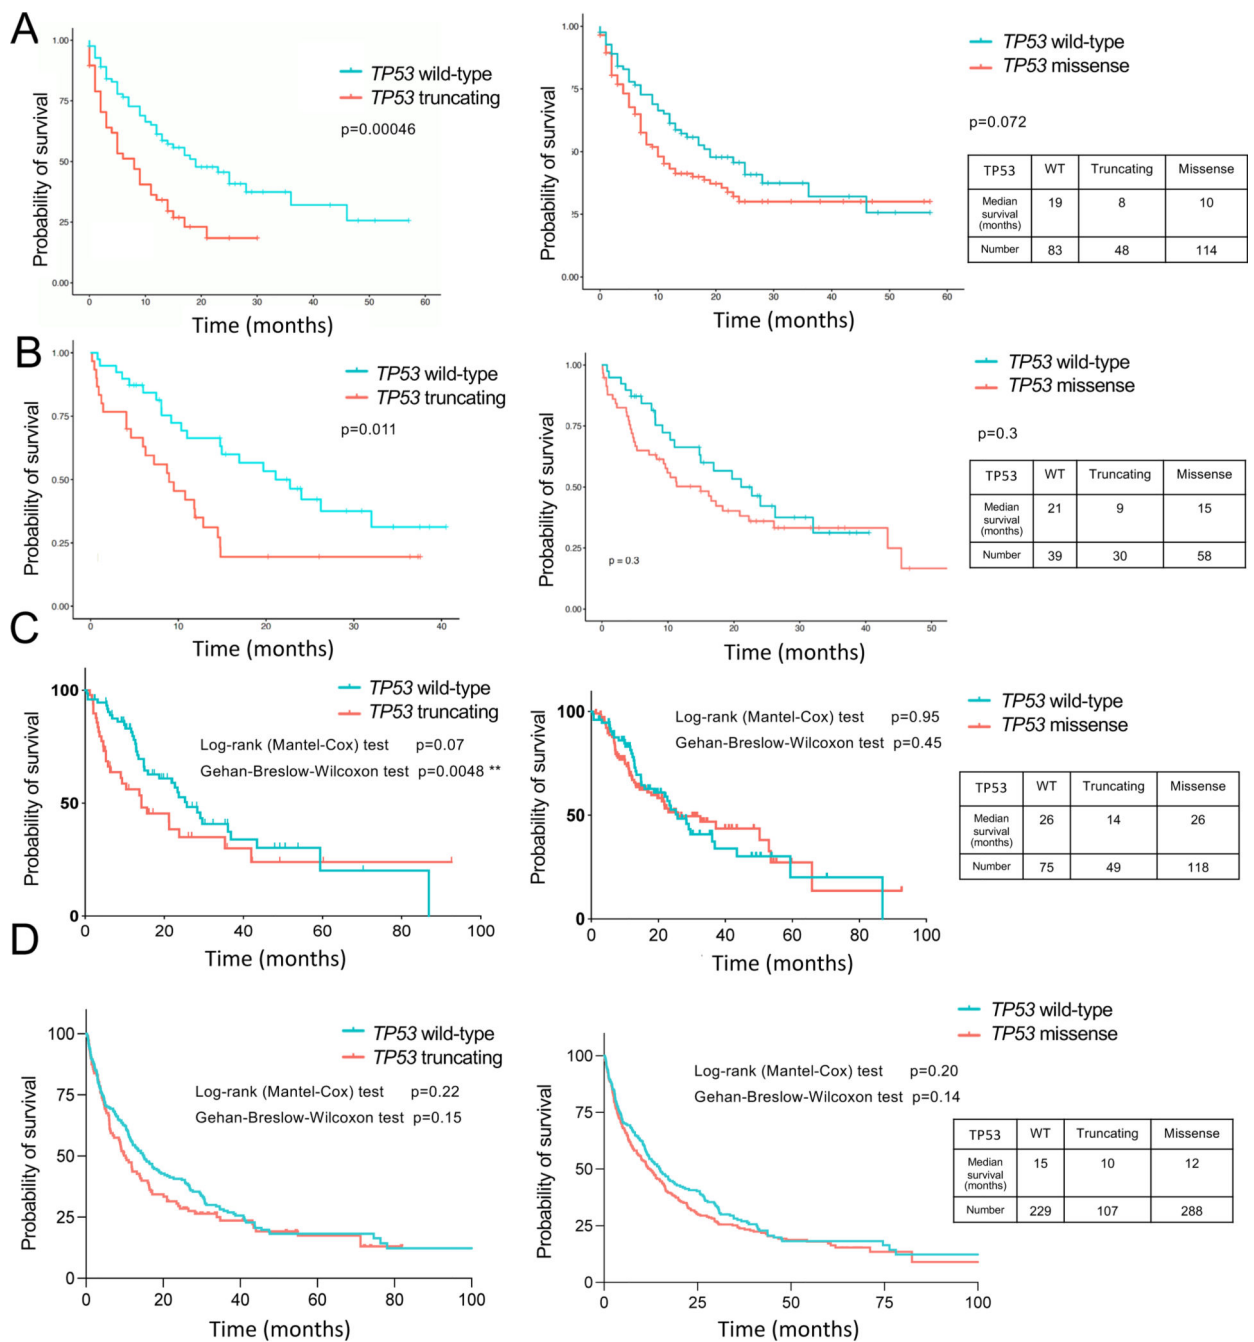 A
1.00
.75
50
25
0.00
0
20
30
40
60
Probability of survival
Time (months)
TP53 wild-type
TP53 truncating
p=0.00046
1.00
.75
.50
.25
0.00
0
10
20
30
40
50
60
Probability of survival
Time (months)
TP53 wild-type
TP53 missense
p=0.072
TP53 WT Truncating Missense
Median survival (months) 19 8 10
Number 83 48 114
B
1.00
0.75
0.50
0.25
0.00
0
10
20
30
40
Probability of survival
Time (months)
TP53 wild-type
TP53 truncating
p=0.011
1.00
0.75
0.50
0.25
0.00
0
10
20
30
40
50
Probability of survival
Time (months)
p = 0.3
TP53 wild-type
TP53 missense
p=0.3
TP53 WT Truncating Missense
Median survival (months) 21 9 15
Number 39 30 58
C
100
50
0
0
20
40
60
80
100
Probability of survival
Time (months)
TP53 wild-type
TP53 truncating
Log-rank (Mantel-Cox) test p=0.07
Gehan-Breslow-Wilcoxon test p=0.0048 **
100
50
0
0
20
40
60
80
100
Probability of survival
Time (months)
TP53 wild-type
TP53 missense
Log-rank (Mantel-Cox) test p=0.95
Gehan-Breslow-Wilcoxon test p=0.45
TP53 WT Truncating Missense
Median survival (months) 26 14 26
Number 75 49 118
D
100
75
50
25
0
0
20
40
60
80
100
Probability of survival
Time (months)
TP53 wild-type
TP53 truncating
Log-rank (Mantel-Cox) test p=0.22
Gehan-Breslow-Wilcoxon test p=0.15
100
75
50
25
0
0
25
50
75
100
Probability of survival
Time (months)
TP53 wild-type
TP53 missense
Log-rank (Mantel-Cox) test p=0.20
Gehan-Breslow-Wilcoxon test p=0.14
TP53 WT Truncating Missense
Median survival (months) 15 10 12
Number 229 107 288